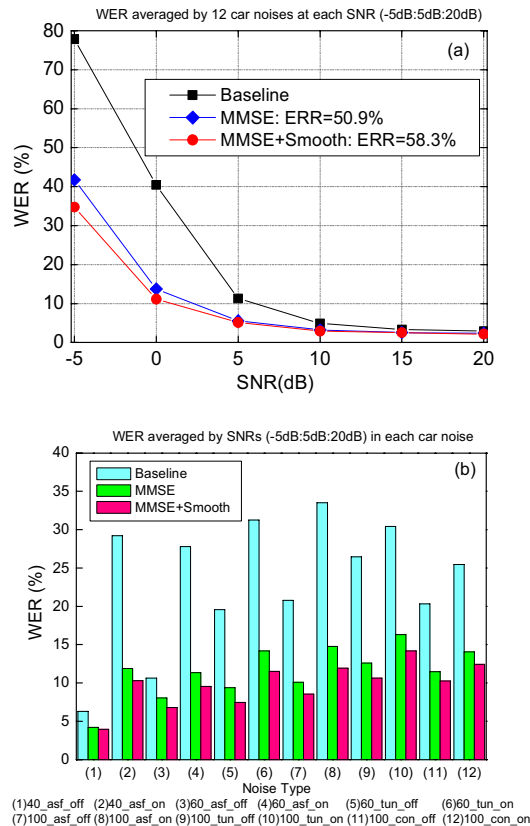 WER averaged by 12 car noises at each SNR (-5dB:5dB:20dB)
(a)
Baseline
MMSE: ERR=50.9%
MMSE+Smooth: ERR=58.3%
WER (%)
80
70
60
50
40
30
20
10
0
-5 0 5 10 15 20
SNR(dB)
WER averaged by SNRs (-5dB:5dB:20dB) in each car noise
(b)
Baseline
MMSE
MMSE+Smooth
WER (%)
40
35
30
25
20
15
10
5
0
(1) (2) (3) (4) (5) (6) (7) (8) (9) (10) (11) (12)
Noise Type
(1)40_asf_off (2)40_asf_on (3)60_asf_off (4)60_asf_on (5)60_tun_off (6)60_tun_on
(7)100_asf_off (8)100_asf_on (9)100_tun_off (10)100_tun_on (11)100_con_off (12)100_con_on